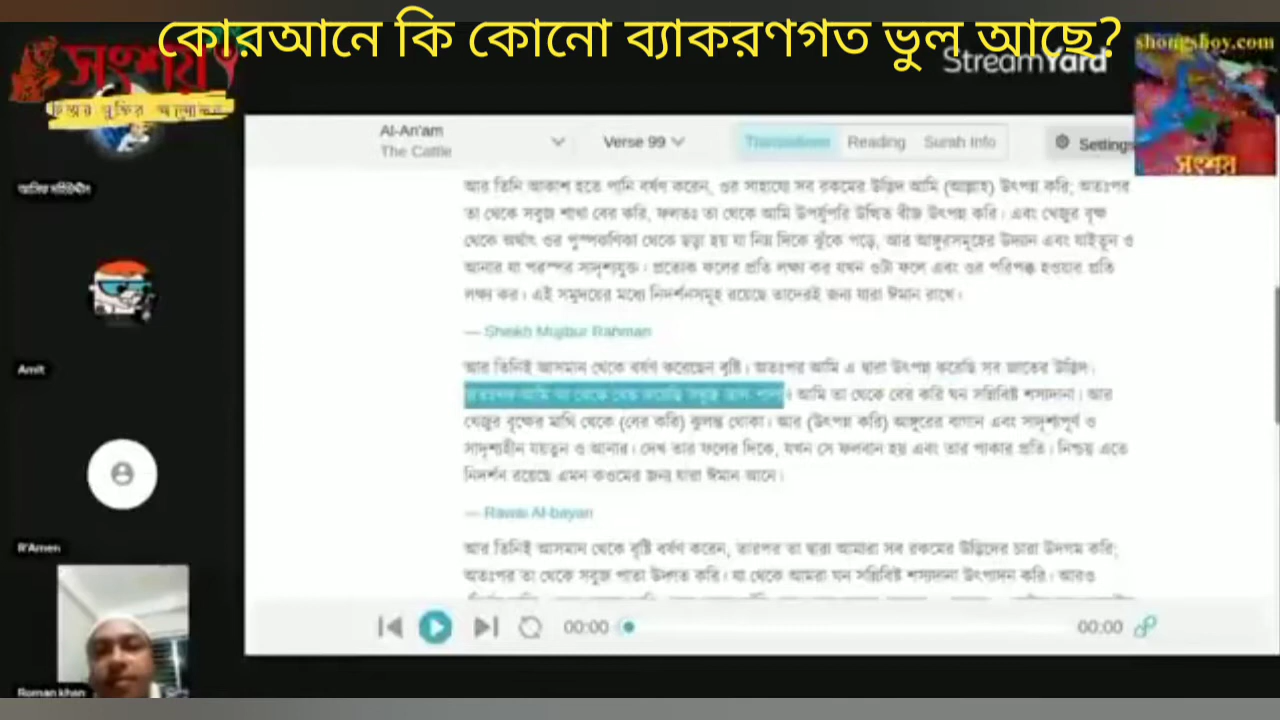 কোরআনে কি কোনো ব্যাকরণগত ভুল আছে?
সংশয়
StreamYard
shongshoy.com
সংশয়
Al-An'am
The Cattle
Verse 99
Translations
Reading
Surah Info
Settings
আর তিনি আকাশ হতে পানি বর্ষণ করেন, ওর সাহায্যে সব রকমের উদ্ভিদ আমি (আল্লাহ) উৎপন্ন করি; অতঃপর
তা থেকে সবুজ শাখা বের করি, ফলতঃ তা থেকে আমি উপর্যুপরি উত্থিত বীজ উৎপন্ন করি। এবং খেজুর বৃক্ষ
থেকে অর্থাৎ ওর পুস্পকণিকা থেকে ছড়া হয় যা নিম্ন দিকে ঝুঁকে পড়ে, আর আঙ্গুরসমূহের উদ্যান এবং যাইতূন ও
আনার যা পরস্পর সাদৃশ্যযুক্ত। প্রত্যেক ফলের প্রতি লক্ষ্য কর যখন ওটা ফলে এবং ওর পরিপক্ক হওয়ার প্রতি
লক্ষ্য কর। এই সমুদয়ের মধ্যে নিদর্শনসমূহ রয়েছে তাদেরই জন্য যারা ঈমান রাখে।
— Sheikh Mujibur Rahman
আর তিনিই আসমান থেকে বর্ষণ করেছেন বৃষ্টি। অতঃপর আমি এ দ্বারা উৎপন্ন করেছি সব জাতের উদ্ভিদ।
আমি তা থেকে বের করি ঘন সন্নিবিষ্ট শস্যদানা। আর
খেজুর বৃক্ষের মাথি থেকে (বের করি) ঝুলন্ত থোকা। আর (উৎপন্ন করি) আঙ্গুরের বাগান এবং সাদৃশ্যপূর্ণ ও
সাদৃশ্যহীন যয়তুন ও আনার। দেখ তার ফলের দিকে, যখন সে ফলবান হয় এবং তার পাকার প্রতি। নিশ্চয় এতে
নিদর্শন রয়েছে এমন কওমের জন্য যারা ঈমান আনে।
— Rawai Al-bayan
আর তিনিই আসমান থেকে বৃষ্টি বর্ষণ করেন, তারপর তা দ্বারা আমরা সব রকমের উদ্ভিদের চারা উদগম করি;
অতঃপর তা থেকে সবুজ পাতা উদ্গত করি। যা থেকে আমরা ঘন সন্নিবিষ্ট শস্যদানা উৎপাদন করি। আরও
00:00
00:00
Amit
R'Amen
Roman khan